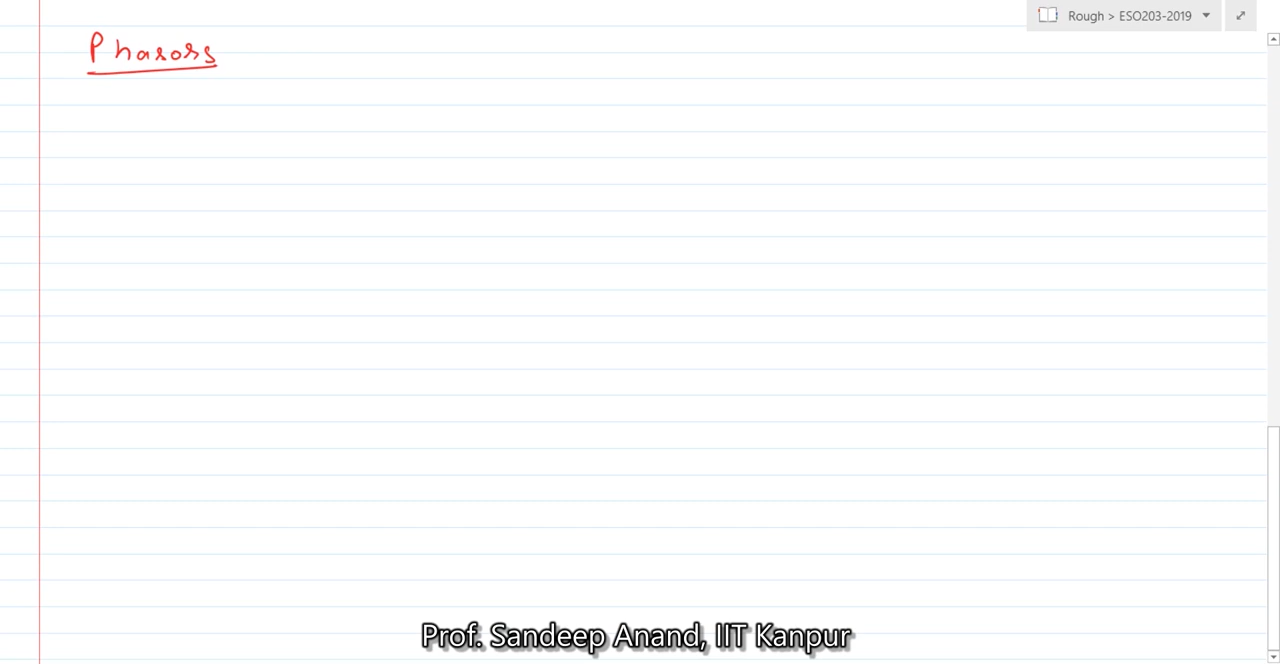 Rough > ESO203-2019
Phasors
Prof. Sandeep Anand, IIT Kanpur